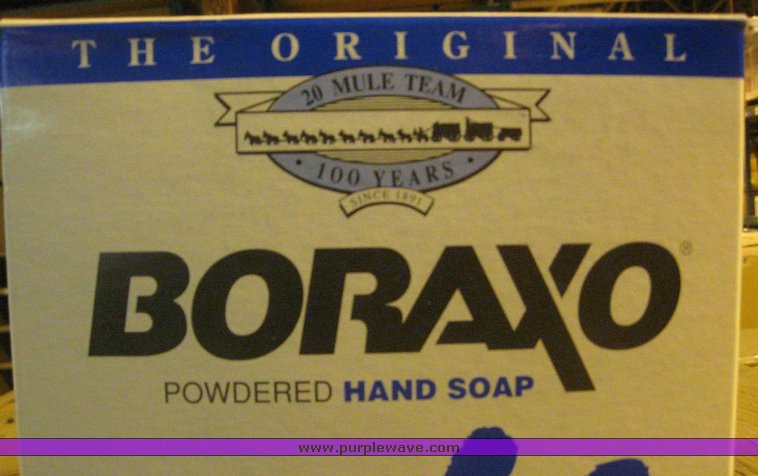 THE ORIGINAL
20 MULE TEAM
100 YEARS
SINCE 1891
BORAXO®
POWDERED HAND SOAP
www.purplewave.com